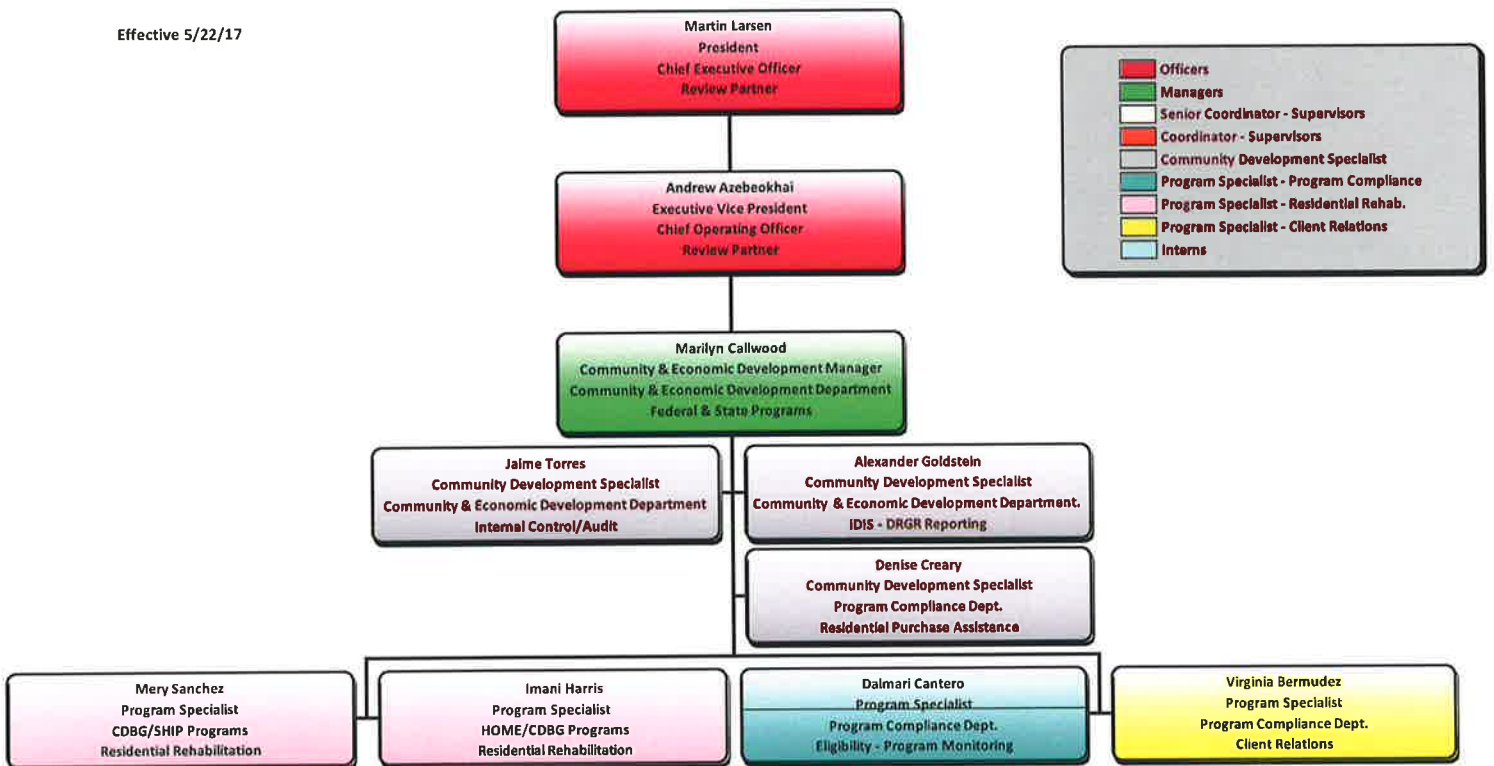 Effective 5/22/17
Martin Larsen
President
Chief Executive Officer
Review Partner
Officers
Managers
Senior Coordinator - Supervisors
Coordinator - Supervisors
Community Development Specialist
Program Specialist - Program Compliance
Program Specialist - Residential Rehab.
Program Specialist - Client Relations
Interns
Andrew Azebeokhai
Executive Vice President
Chief Operating Officer
Review Partner
Marilyn Callwood
Community & Economic Development Manager
Community & Economic Development Department
Federal & State Programs
Jaime Torres
Community Development Specialist
Community & Economic Development Department
Internal Control/Audit
Alexander Goldstein
Community Development Specialist
Community & Economic Development Department.
IDIS - DRGR Reporting
Denise Creary
Community Development Specialist
Program Compliance Dept.
Residential Purchase Assistance
Mery Sanchez
Program Specialist
CDBG/SHIP Programs
Residential Rehabilitation
Imani Harris
Program Specialist
HOME/CDBG Programs
Residential Rehabilitation
Dalmari Cantero
Program Specialist
Program Compliance Dept.
Eligibility - Program Monitoring
Virginia Bermudez
Program Specialist
Program Compliance Dept.
Client Relations